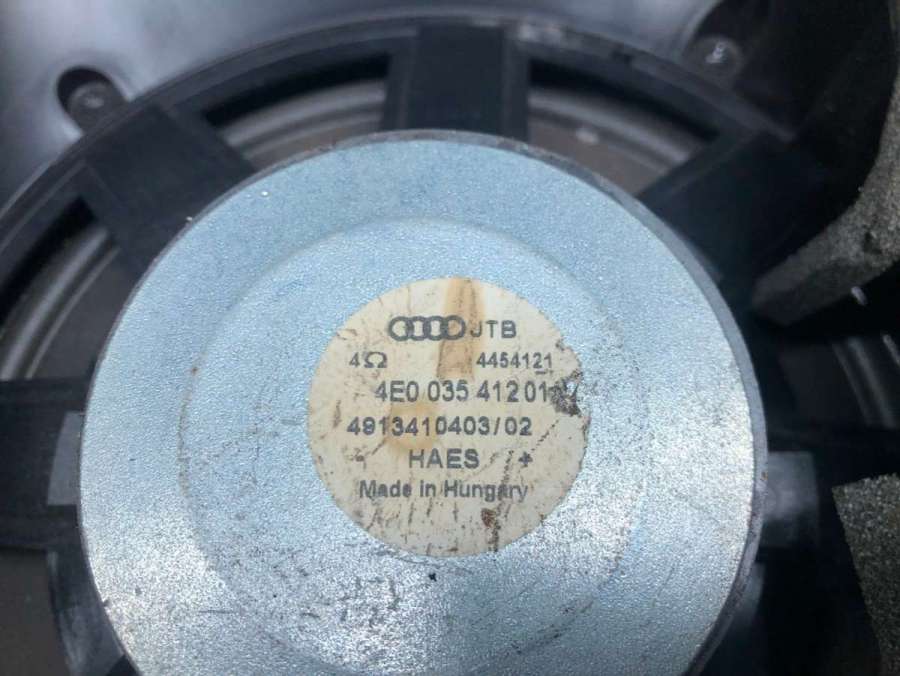 JTB
4Ω 4454121
4E0 035 412 01
4913410403/02
- HAES +
Made in Hungary